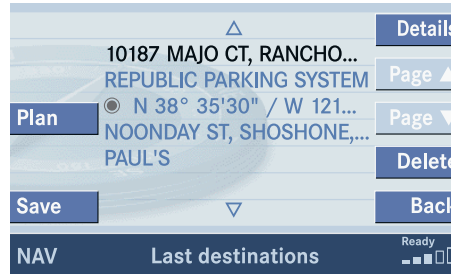 10187 MAJO CT, RANCHO...
REPUBLIC PARKING SYSTEM
N 38° 35'30" / W 121...
NOONDAY ST, SHOSHONE,...
PAUL'S
Plan
Save
Details
Page
Page
Delete
Back
NAV
Last destinations
Ready